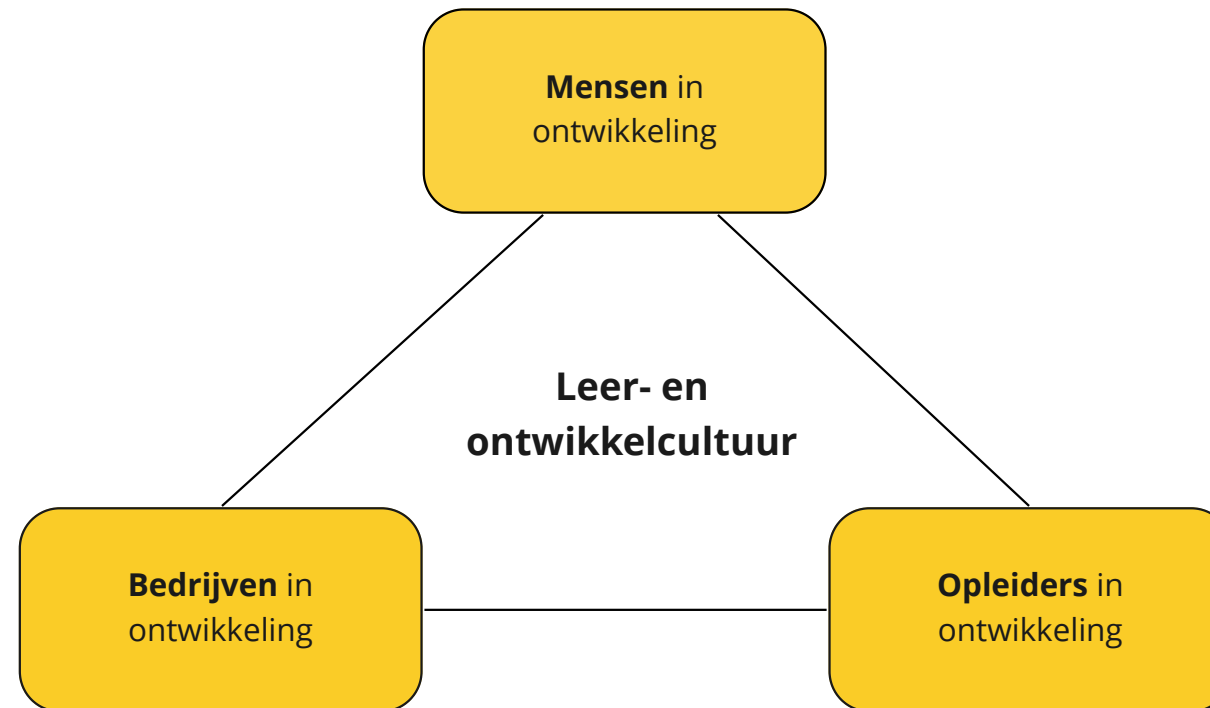 Mensen in
ontwikkeling
Leer- en
ontwikkelcultuur
Bedrijven in
ontwikkeling
Opleiders in
ontwikkeling